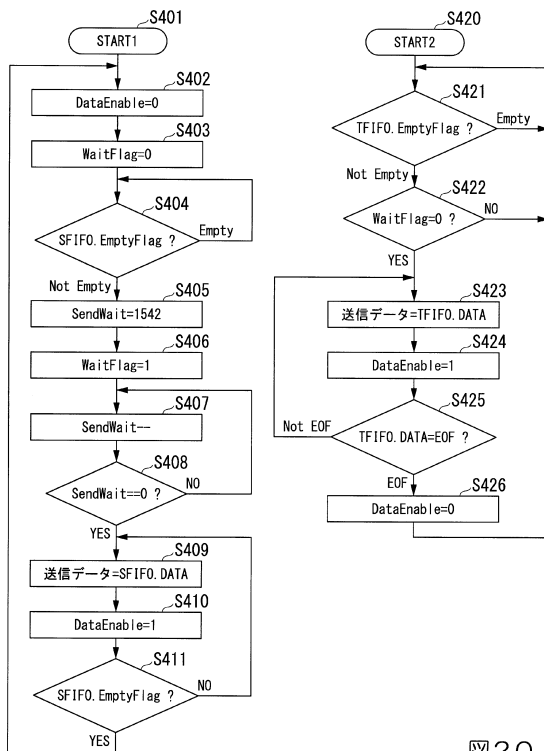 S401
START1
S402
DataEnable=0
S403
WaitFlag=0
S404
SFIFO.EmptyFlag ?
Empty
Not Empty
S405
SendWait=1542
S406
WaitFlag=1
S407
SendWait--
S408
SendWait==0 ?
NO
YES
S409
送信データ=SFIFO.DATA
S410
DataEnable=1
S411
SFIFO.EmptyFlag ?
NO
YES
S420
START2
S421
TFIFO.EmptyFlag ?
Empty
Not Empty
S422
WaitFlag=0 ?
NO
YES
S423
送信データ=TFIFO.DATA
S424
DataEnable=1
S425
Not EOF
TFIFO.DATA=EOF ?
EOF
S426
DataEnable=0